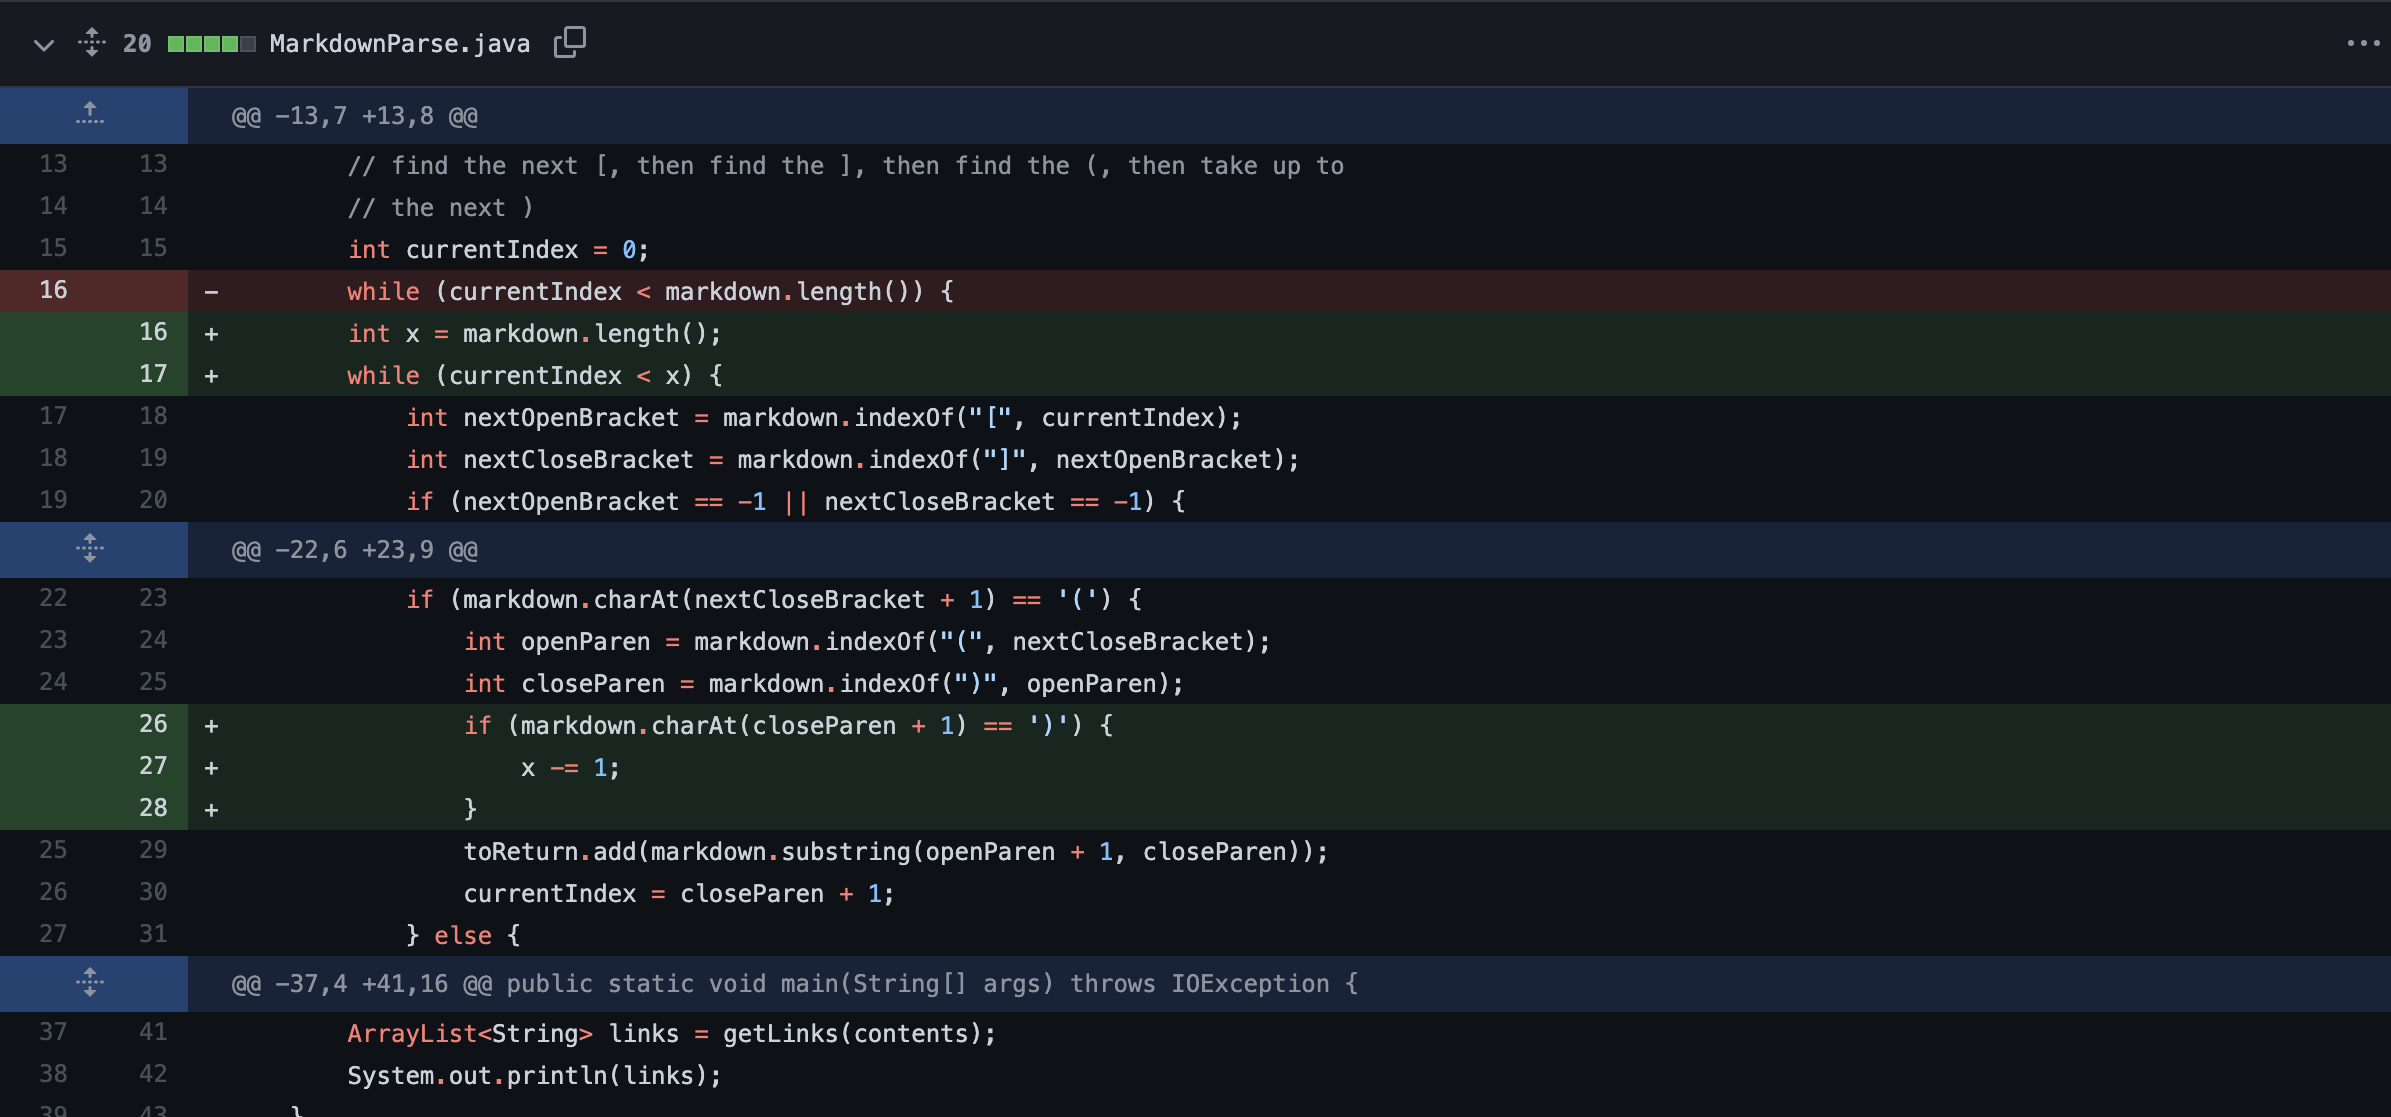 20 MarkdownParse.java
@@ -13,7 +13,8 @@
13 13 // find the next [, then find the ], then find the (, then take up to
14 14 // the next )
15 15 int currentIndex = 0;
16 - while (currentIndex < markdown.length()) {
16 + int x = markdown.length();
17 + while (currentIndex < x) {
17 18 int nextOpenBracket = markdown.indexOf("[", currentIndex);
18 19 int nextCloseBracket = markdown.indexOf("]", nextOpenBracket);
19 20 if (nextOpenBracket == -1 || nextCloseBracket == -1) {
@@ -22,6 +23,9 @@
22 23 if (markdown.charAt(nextCloseBracket + 1) == '(') {
23 24 int openParen = markdown.indexOf("(", nextCloseBracket);
24 25 int closeParen = markdown.indexOf(")", openParen);
26 + if (markdown.charAt(closeParen + 1) == ')') {
27 + x -= 1;
28 + }
25 29 toReturn.add(markdown.substring(openParen + 1, closeParen));
26 30 currentIndex = closeParen + 1;
27 31 } else {
@@ -37,4 +41,16 @@ public static void main(String[] args) throws IOException {
37 41 ArrayList<String> links = getLinks(contents);
38 42 System.out.println(links);
39 43 }